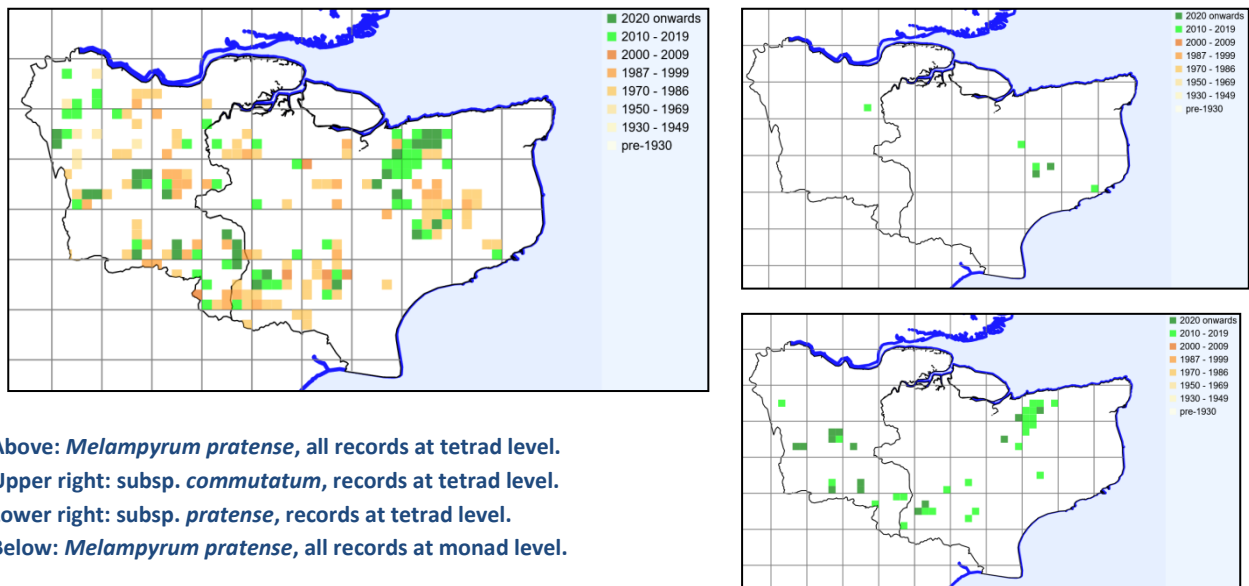 2020 onwards
2010 - 2019
2000 - 2009
1987 - 1999
1970 - 1986
1950 - 1969
1930 - 1949
pre-1930
2020 onwards
2010 - 2019
2000 - 2009
1987 - 1999
1970 - 1986
1950 - 1969
1930 - 1949
pre-1930
2020 onwards
2010 - 2019
2000 - 2009
1987 - 1999
1970 - 1986
1950 - 1969
1930 - 1949
pre-1930
Above: Melampyrum pratense, all records at tetrad level.
Upper right: subsp. commutatum, records at tetrad level.
ower right: subsp. pratense, records at tetrad level.
Below: Melampyrum pratense, all records at monad level.